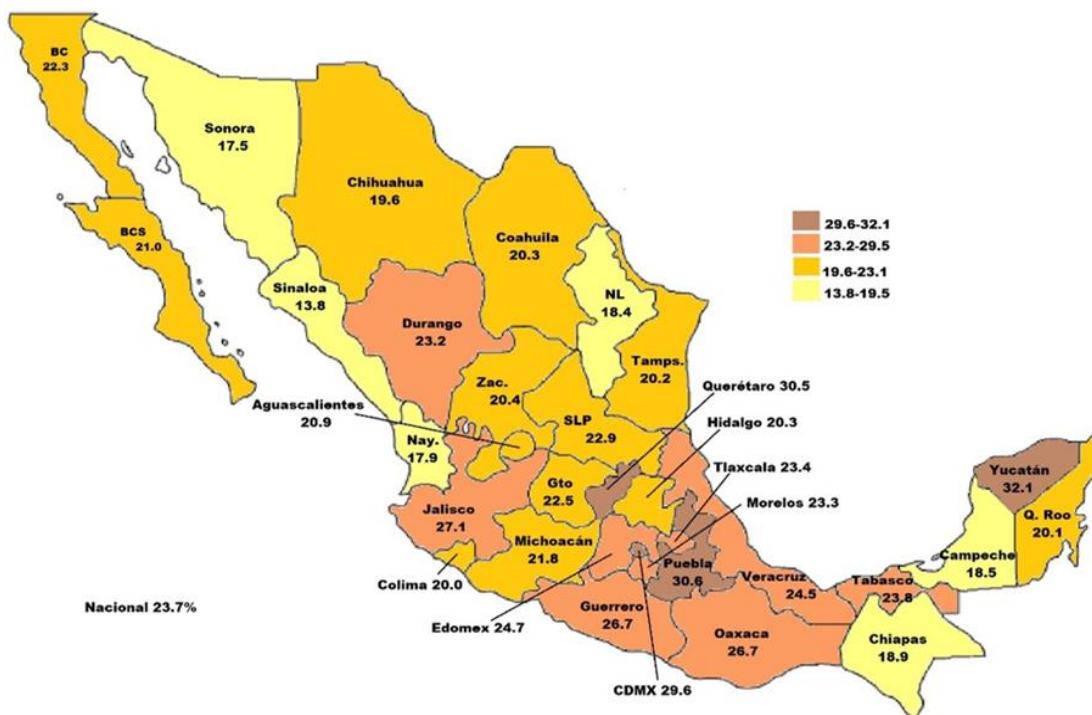 BC
22.3
Sonora
17.5
Chihuahua
19.6
BCS
21.0
Coahuila
20.3
29.6-32.1
23.2-29.5
19.6-23.1
13.8-19.5
Sinaloa
13.8
NL
18.4
Durango
23.2
Tamps.
20.2
Zac.
20.4
Querétaro 30.5
Aguascalientes
20.9
SLP
22.9
Hidalgo 20.3
Nay.
17.9
Tlaxcala 23.4
Yucatán
32.1
Gto
22.5
Morelos 23.3
Jalisco
27.1
Q. Roo
20.1
Michoacán
21.8
Campeche
18.5
Puebla
30.6
Veracruz
24.5
Tabasco
23.8
Colima 20.0
Nacional 23.7%
Guerrero
26.7
Edomex 24.7
Oaxaca
26.7
Chiapas
18.9
CDMX 29.6